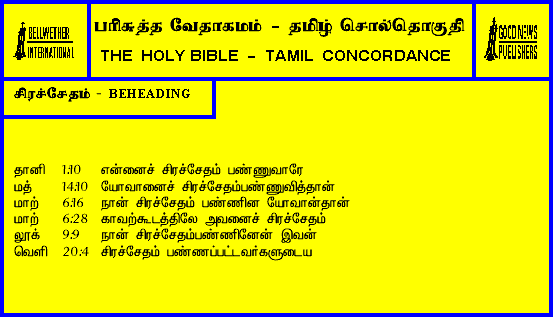 BELLWETHER
INTERNATIONAL
பரிசுத்த வேதாகமம் - தமிழ் சொல்தொகுதி
THE HOLY BIBLE - TAMIL CONCORDANCE
GOOD NEWS
PUBLISHERS
சிரச்சேதம் - BEHEADING
தானி 1:10 என்னைச் சிரச்சேதம் பண்ணுவாரே
மத் 14:10 யோவானைச் சிரச்சேதம்பண்ணுவித்தான்
மாற் 6:16 நான் சிரச்சேதம் பண்ணின யோவான்தான்
மாற் 6:28 காவற்கூடத்திலே அவனைச் சிரச்சேதம்
லூக் 9:9 நான் சிரச்சேதம்பண்ணினேன் இவன்
வெளி 20:4 சிரச்சேதம் பண்ணப்பட்டவர்களுடைய